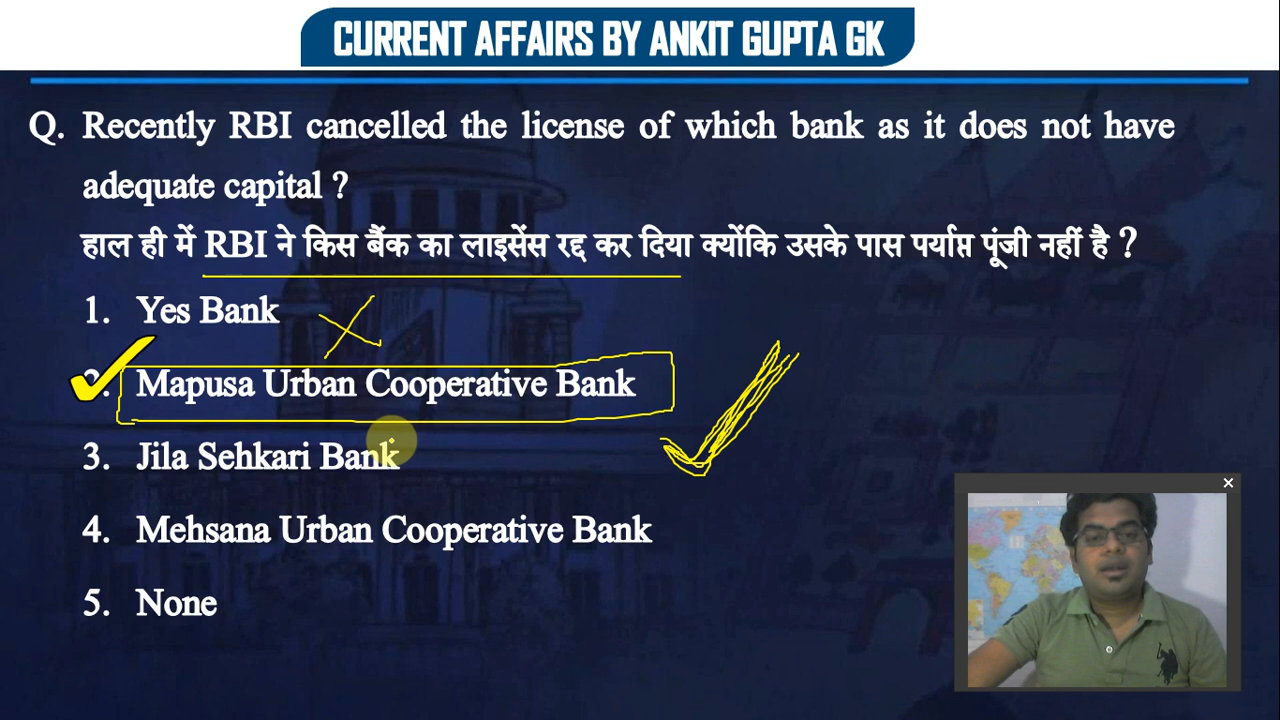 CURRENT AFFAIRS BY ANKIT GUPTA GK
Q. Recently RBI cancelled the license of which bank as it does not have
adequate capital ?
हाल ही में RBI ने किस बैंक का लाइसेंस रद्द कर दिया क्योंकि उसके पास पर्याप्त पूंजी नहीं है ?
1. Yes Bank
2. Mapusa Urban Cooperative Bank
3. Jila Sehkari Bank
4. Mehsana Urban Cooperative Bank
5. None